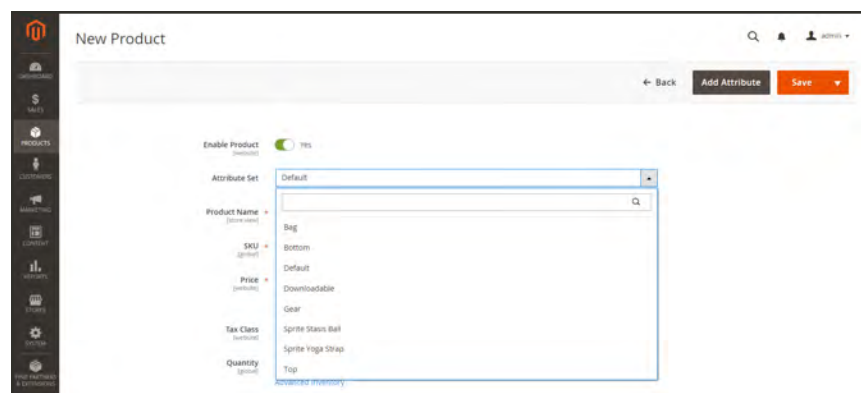 New Product
admin
DASHBOARD
SALES
PRODUCTS
CUSTOMERS
MARKETING
CONTENT
REPORTS
STORES
SYSTEM
FIND PARTNERS
& EXTENSIONS
← Back
Add Attribute
Save
Enable Product
[website]
Yes
Attribute Set
Default
Product Name *
[store view]
SKU *
[global]
Price *
[website]
Tax Class
[website]
Quantity
[global]
Bag
Bottom
Default
Downloadable
Gear
Sprite Stasis Ball
Sprite Yoga Strap
Top
Advanced Inventory